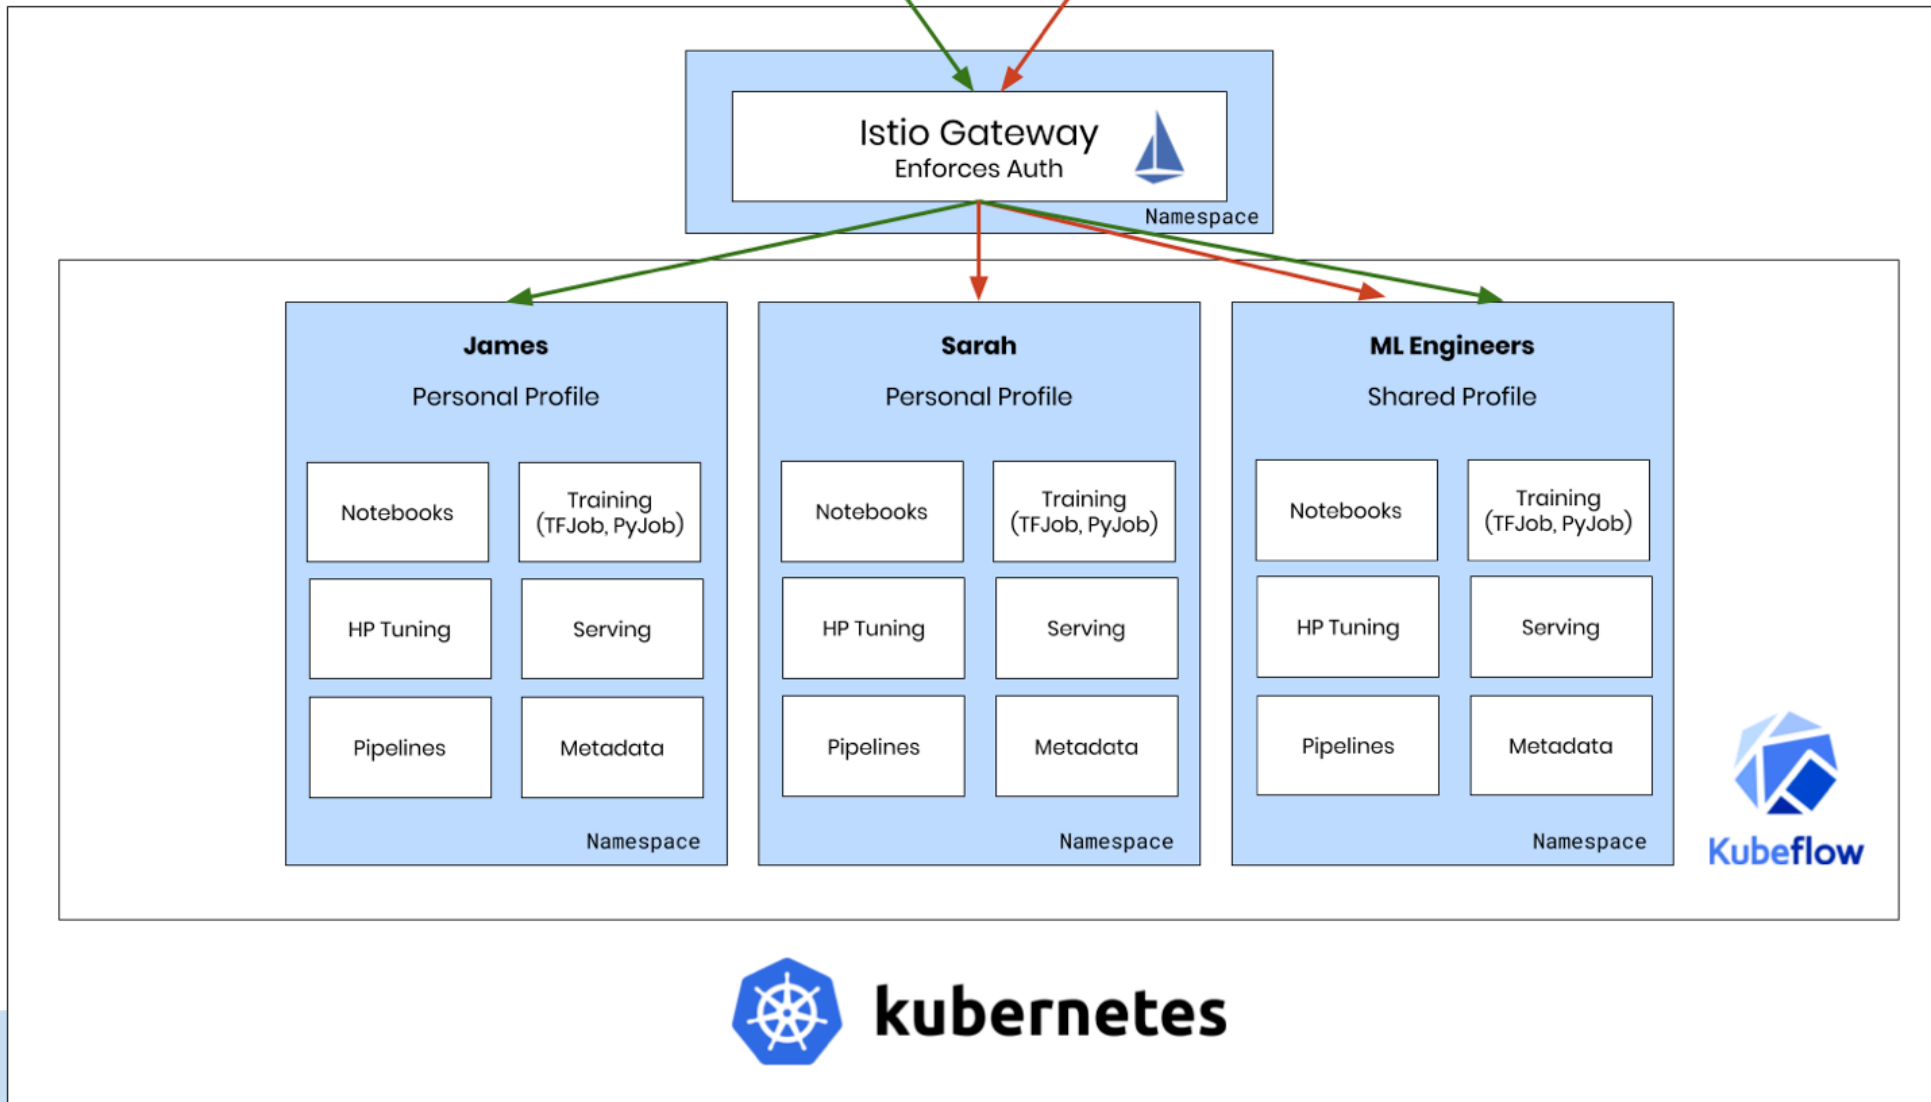 Istio Gateway
Enforces Auth
Namespace
James
Personal Profile
Notebooks
Training
(TFJob, PyJob)
HP Tuning
Serving
Pipelines
Metadata
Namespace
Sarah
Personal Profile
Notebooks
Training
(TFJob, PyJob)
HP Tuning
Serving
Pipelines
Metadata
Namespace
ML Engineers
Shared Profile
Notebooks
Training
(TFJob, PyJob)
HP Tuning
Serving
Pipelines
Metadata
Namespace
Kubeflow
kubernetes